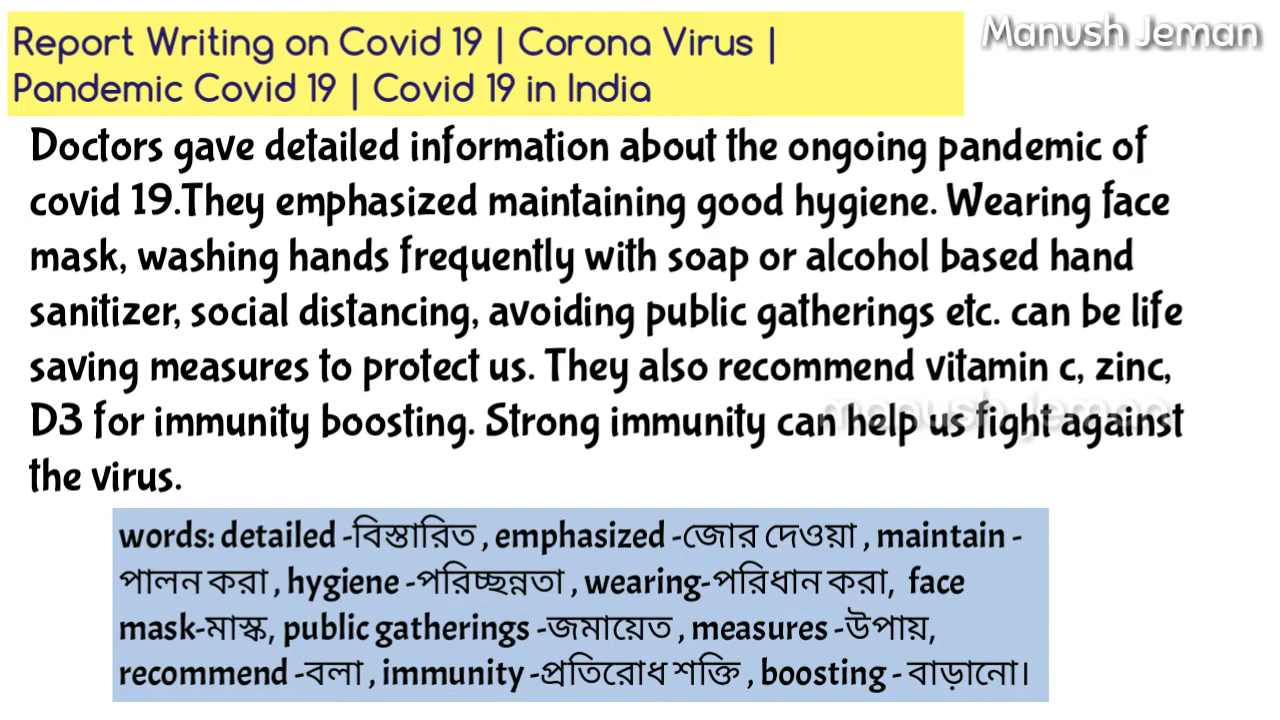 Report Writing on Covid 19 | Corona Virus |
Pandemic Covid 19 | Covid 19 in India
Manush Jeman
Doctors gave detailed information about the ongoing pandemic of
covid 19.They emphasized maintaining good hygiene. Wearing face
mask, washing hands frequently with soap or alcohol based hand
sanitizer, social distancing, avoiding public gatherings etc. can be life
saving measures to protect us. They also recommend vitamin c, zinc,
D3 for immunity boosting. Strong immunity can help us fight against
manush Jeman
the virus.
words: detailed -বিস্তারিত , emphasized -জোর দেওয়া , maintain -
পালন করা , hygiene -পরিচ্ছন্নতা , wearing-পরিধান করা, face
mask-মাস্ক, public gatherings -জমায়েত , measures -উপায়,
recommend -বলা , immunity -প্রতিরোধ শক্তি , boosting - বাড়ানো।